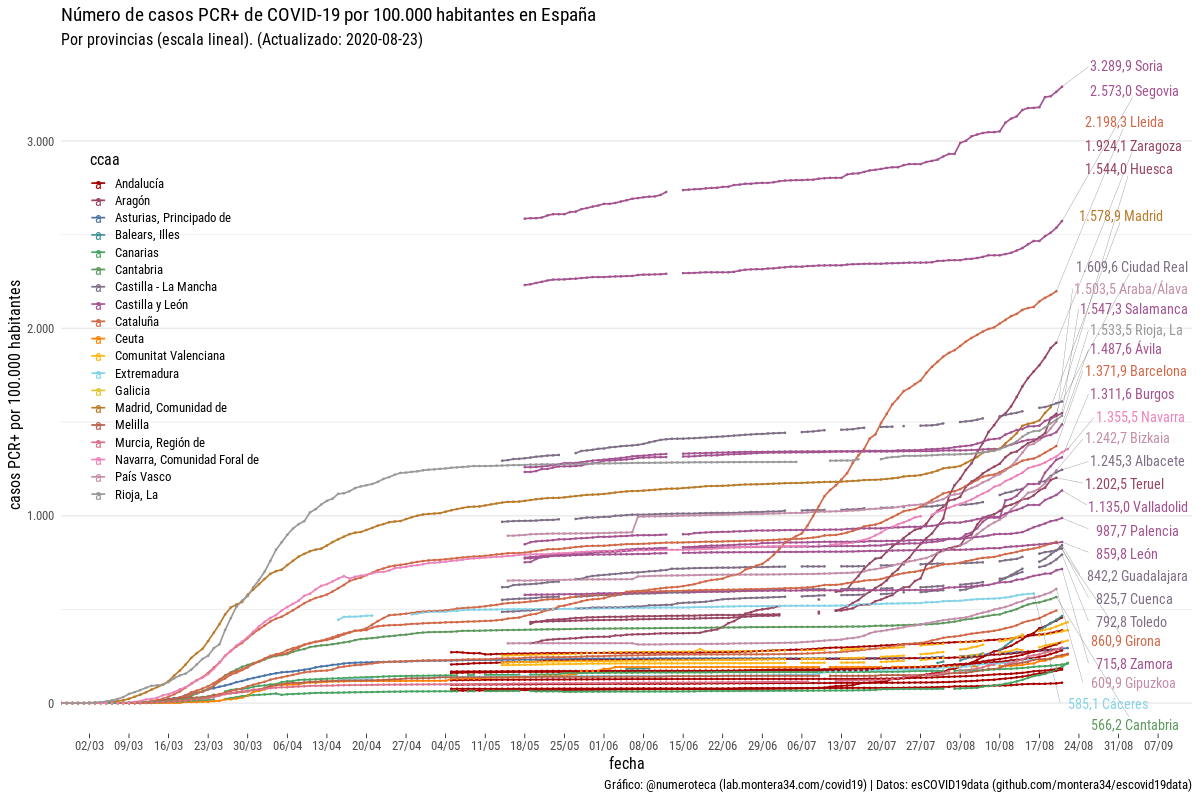 Número de casos PCR+ de COVID-19 por 100.000 habitantes en España
Por provincias (escala lineal). (Actualizado: 2020-08-23)
casos PCR+ por 100.000 habitantes
3.000
2.000
1.000
0
ccaa
a Andalucía
a Aragón
a Asturias, Principado de
a Balears, Illes
a Canarias
a Cantabria
a Castilla - La Mancha
a Castilla y León
a Cataluña
a Ceuta
a Comunitat Valenciana
a Extremadura
a Galicia
a Madrid, Comunidad de
a Melilla
a Murcia, Región de
a Navarra, Comunidad Foral de
a País Vasco
a Rioja, La
3.289,9 Soria
2.573,0 Segovia
2.198,3 Lleida
1.924,1 Zaragoza
1.544,0 Huesca
1.578,9 Madrid
1.609,6 Ciudad Real
1.503,5 Araba/Álava
1.547,3 Salamanca
1.533,5 Rioja, La
1.487,6 Ávila
1.371,9 Barcelona
1.311,6 Burgos
1.355,5 Navarra
1.242,7 Bizkaia
1.245,3 Albacete
1.202,5 Teruel
1.135,0 Valladolid
987,7 Palencia
859,8 León
842,2 Guadalajara
825,7 Cuenca
792,8 Toledo
860,9 Girona
715,8 Zamora
609,9 Gipuzkoa
585,1 Cáceres
566,2 Cantabria
02/03 09/03 16/03 23/03 30/03 06/04 13/04 20/04 27/04 04/05 11/05 18/05 25/05 01/06 08/06 15/06 22/06 29/06 06/07 13/07 20/07 27/07 03/08 10/08 17/08 24/08 31/08 07/09
fecha
Gráfico: @numeroteca (lab.montera34.com/covid19) | Datos: esCOVID19data (github.com/montera34/escovid19data)